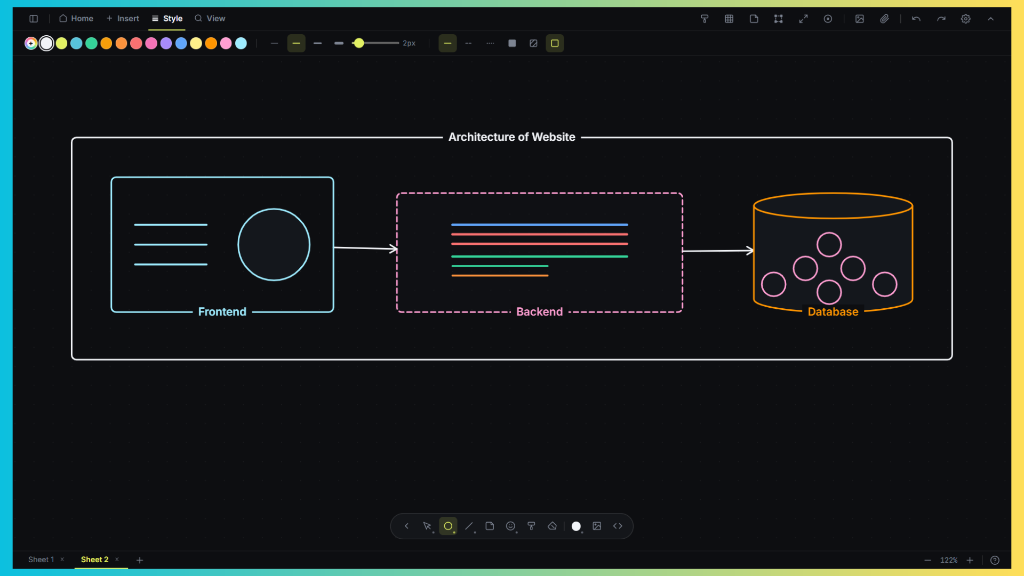 Home
Insert
Style
View
2px
Architecture of Website
Frontend
Backend
Database
Sheet 1
Sheet 2
122%